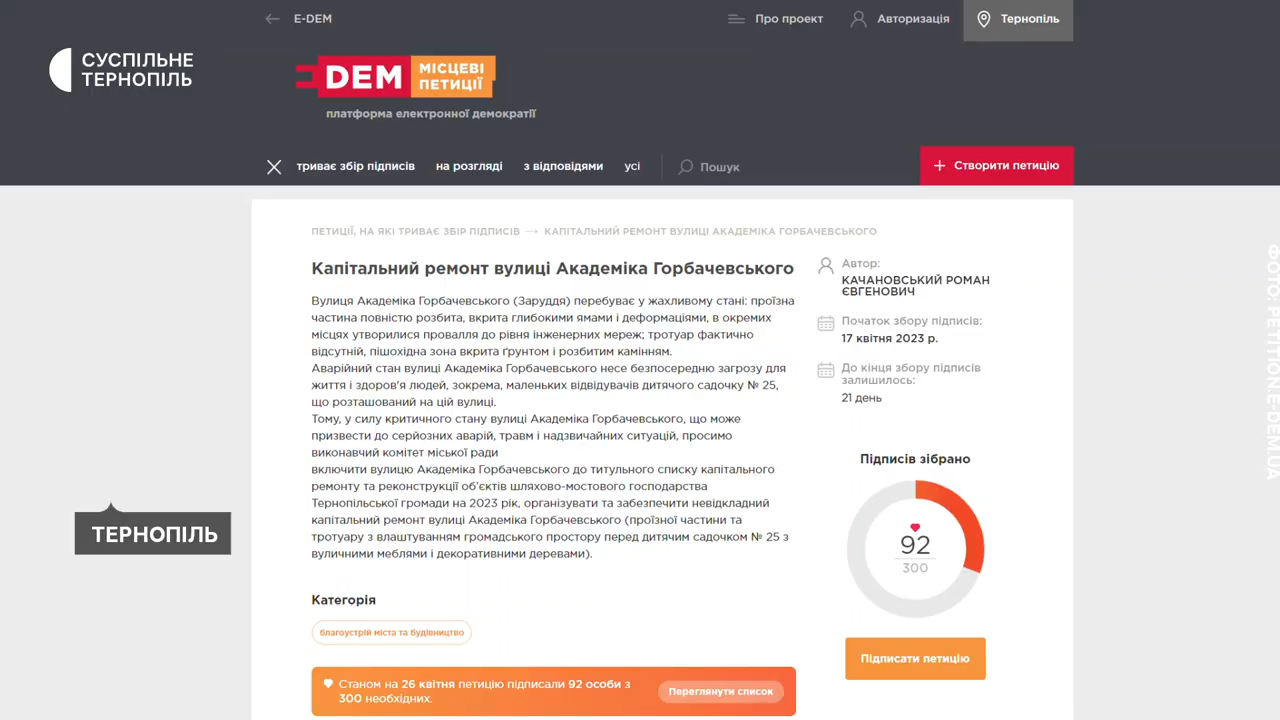 E-DEM
Про проект
Авторизація
Тернопіль
СУСПІЛЬНЕ
ТЕРНОПІЛЬ
DEM
МІСЦЕВІ
ПЕТИЦІЇ
платформа електронної демократії
триває збір підписів
на розгляді
з відповідями
усі
Пошук
+ Створити петицію
ПЕТИЦІЇ, НА ЯКІ ТРИВАЄ ЗБІР ПІДПИСІВ → КАПІТАЛЬНИЙ РЕМОНТ ВУЛИЦІ АКАДЕМІКА ГОРБАЧЕВСЬКОГО
Капітальний ремонт вулиці Академіка Горбачевського
Вулиця Академіка Горбачевського (Заруддя) перебуває у жахливому стані: проїзна
частина повністю розбита, вкрита глибокими ямами і деформаціями, в окремих
місцях утворилися провалля до рівня інженерних мереж; тротуар фактично
відсутній, пішохідна зона вкрита ґрунтом і розбитим камінням.
Аварійний стан вулиці Академіка Горбачевського несе безпосередню загрозу для
життя і здоров'я людей, зокрема, маленьких відвідувачів дитячого садочку № 25,
що розташований на цій вулиці.
Тому, у силу критичного стану вулиці Академіка Горбачевського, що може
призвести до серйозних аварій, травм і надзвичайних ситуацій, просимо
виконавчий комітет міської ради
включити вулицю Академіка Горбачевського до титульного списку капітального
ремонту та реконструкції об'єктів шляхово-мостового господарства
Тернопільської громади на 2023 рік, організувати та забезпечити невідкладний
капітальний ремонт вулиці Академіка Горбачевського (проїзної частини та
тротуару з влаштуванням громадського простору перед дитячим садочком № 25 з
вуличними меблями і декоративними деревами).
Категорія
благоустрій міста та будівництво
Станом на 26 квітня петицію підписали 92 особи з
300 необхідних.
Переглянути список
Автор:
КАЧАНОВСЬКИЙ РОМАН
ЄВГЕНОВИЧ
Початок збору підписів:
17 квітня 2023 р.
До кінця збору підписів
залишилось:
21 день
Підписів зібрано
92
300
Підписати петицію
ТЕРНОПІЛЬ
ФОТО: PETITION.E-DEM.UA